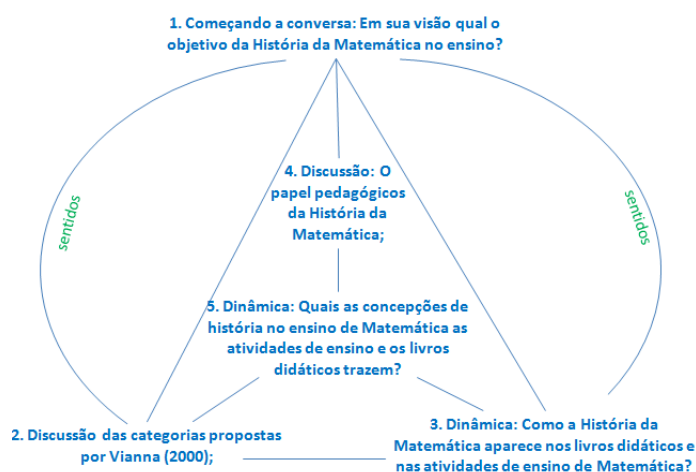 1. Começando a conversa: Em sua visão qual o
objetivo da História da Matemática no ensino?
4. Discussão: O
papel pedagógicos
da História da
Matemática;
sentidos
sentidos
5. Dinâmica: Quais as concepções de
história no ensino de Matemática as
atividades de ensino e os livros
didáticos trazem?
2. Discussão das categorias propostas
por Vianna (2000);
3. Dinâmica: Como a História da
Matemática aparece nos livros didáticos e
nas atividades de ensino de Matemática?